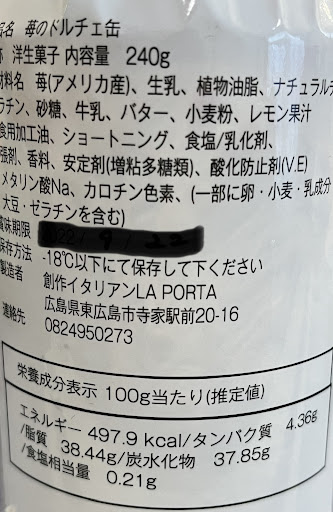 品名 苺のドルチェ缶
称 洋生菓子 内容量 240g
材料名 苺(アメリカ産)、生乳、植物油脂、ナチュラルチ
ラチン、砂糖、牛乳、バター、小麦粉、レモン果汁
食用加工油、ショートニング、食塩/乳化剤、
張剤、香料、安定剤(増粘多糖類)、酸化防止剤(V.E)
メタリン酸Na、カロチン色素、(一部に卵・小麦・乳成分
大豆・ゼラチンを含む)
賞味期限
保存方法 -18℃以下にて保存して下ください
製造者 創作イタリアンLA PORTA
広島県東広島市寺家駅前20-16
連絡先 0824950273
栄養成分表示 100g当たり(推定値)
エネルギー 497.9 kcal/タンパク質 4.36g
/脂質 38.44g/炭水化物 37.85g
/食塩相当量 0.21g